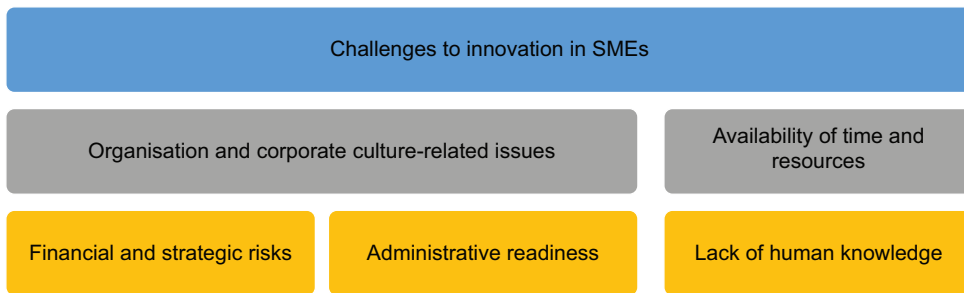 Challenges to innovation in SMEs
Organisation and corporate culture-related issues
Availability of time and
resources
Financial and strategic risks
Administrative readiness
Lack of human knowledge